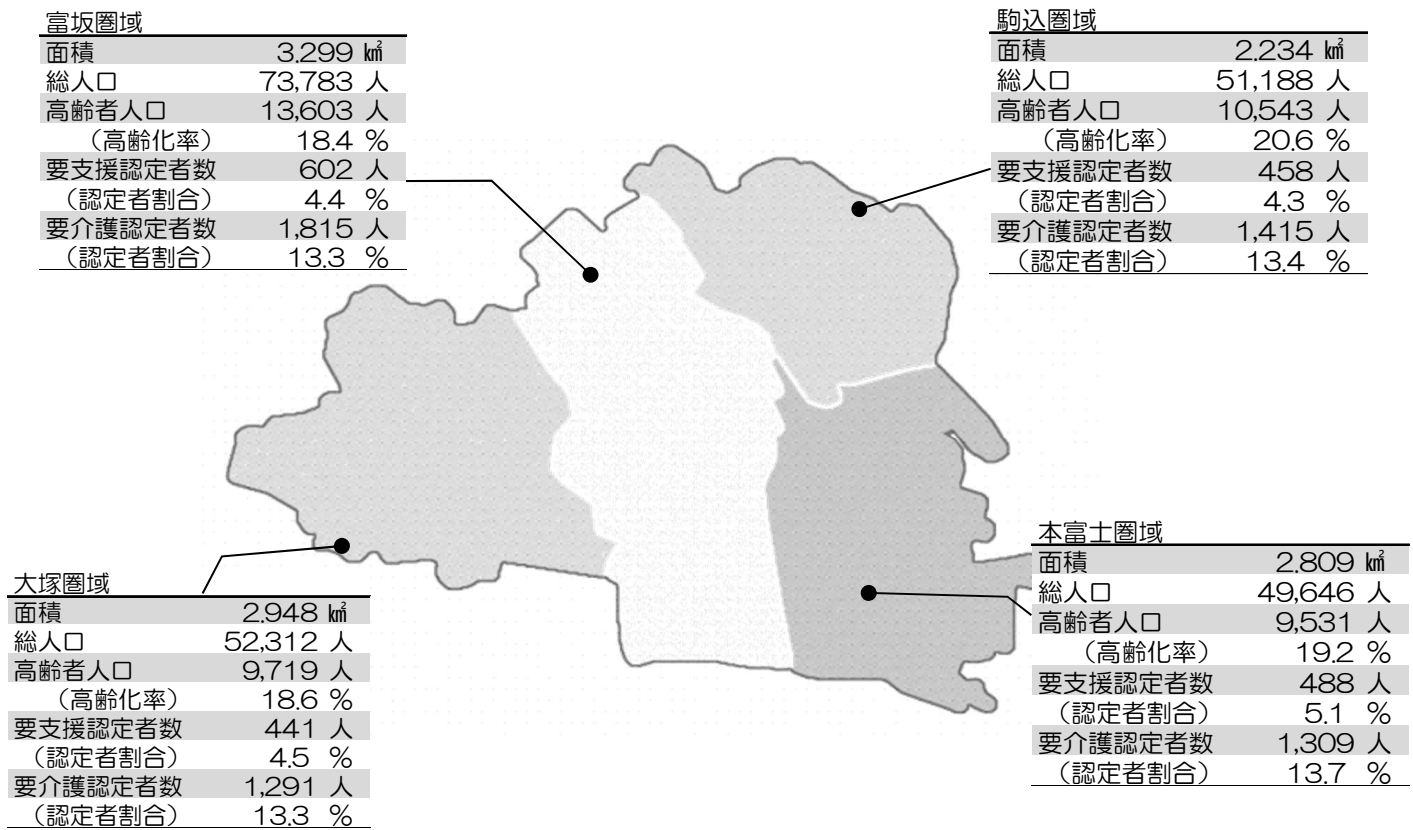 富坂圏域
面積 3.299 ㎢
総人口 73,783 人
高齢者人口 13,603 人
（高齢化率） 18.4 %
要支援認定者数 602 人
（認定者割合） 4.4 %
要介護認定者数 1,815 人
（認定者割合） 13.3 %
駒込圏域
面積 2.234 ㎢
総人口 51,188 人
高齢者人口 10,543 人
（高齢化率） 20.6 %
要支援認定者数 458 人
（認定者割合） 4.3 %
要介護認定者数 1,415 人
（認定者割合） 13.4 %
大塚圏域
面積 2.948 ㎢
総人口 52,312 人
高齢者人口 9,719 人
（高齢化率） 18.6 %
要支援認定者数 441 人
（認定者割合） 4.5 %
要介護認定者数 1,291 人
（認定者割合） 13.3 %
本富士圏域
面積 2.809 ㎢
総人口 49,646 人
高齢者人口 9,531 人
（高齢化率） 19.2 %
要支援認定者数 488 人
（認定者割合） 5.1 %
要介護認定者数 1,309 人
（認定者割合） 13.7 %